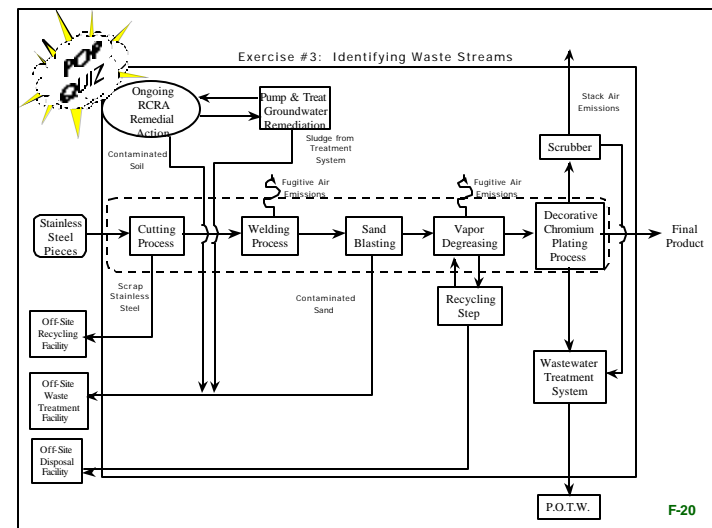 POP
QUIZ
Exercise #3: Identifying Waste Streams
Ongoing
RCRA
Remedial
Action
Pump & Treat
Groundwater
Remediation
Stack Air
Emissions
Scrubber
Contaminated
Soil
Sludge from
Treatment
System
Fugitive Air
Emissions
Fugitive Air
Emissions
Stainless
Steel
Pieces
Cutting
Process
Welding
Process
Sand
Blasting
Vapor
Degreasing
Decorative
Chromium
Plating
Process
Final
Product
Scrap
Stainless
Steel
Contaminated
Sand
Recycling
Step
Off-Site
Recycling
Facility
Off-Site
Waste
Treatment
Facility
Wastewater
Treatment
System
Off-Site
Disposal
Facility
P.O.T.W.
F-20